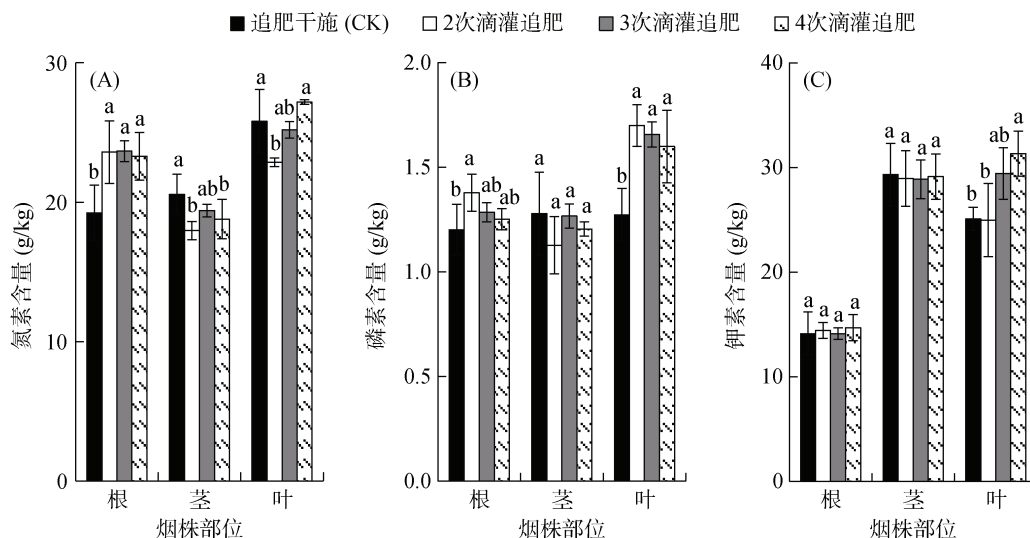 追肥干施 (CK) 2次滴灌追肥 3次滴灌追肥 4次滴灌追肥
(A)
氮素含量 (g/kg)
30
20
10
0
b a a a
a b ab b
a b ab a
根 茎 叶
烟株部位
(B)
磷素含量 (g/kg)
2.0
1.6
1.2
1.0
0.0
b a ab ab
a a a a
b a a a
根 茎 叶
烟株部位
(C)
钾素含量 (g/kg)
40
30
20
10
0
a a a a
a a a a
b b ab a
根 茎 叶
烟株部位